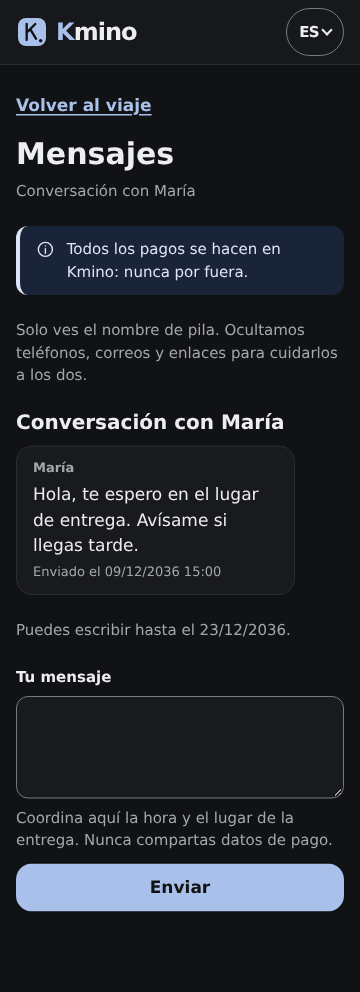 K. Kmino
ES
Volver al viaje
Mensajes
Conversación con María
Todos los pagos se hacen en
Kmino: nunca por fuera.
Solo ves el nombre de pila. Ocultamos
teléfonos, correos y enlaces para cuidarlos
a los dos.
Conversación con María
María
Hola, te espero en el lugar
de entrega. Avísame si
llegas tarde.
Enviado el 09/12/2036 15:00
Puedes escribir hasta el 23/12/2036.
Tu mensaje
Coordina aquí la hora y el lugar de la
entrega. Nunca compartas datos de pago.
Enviar